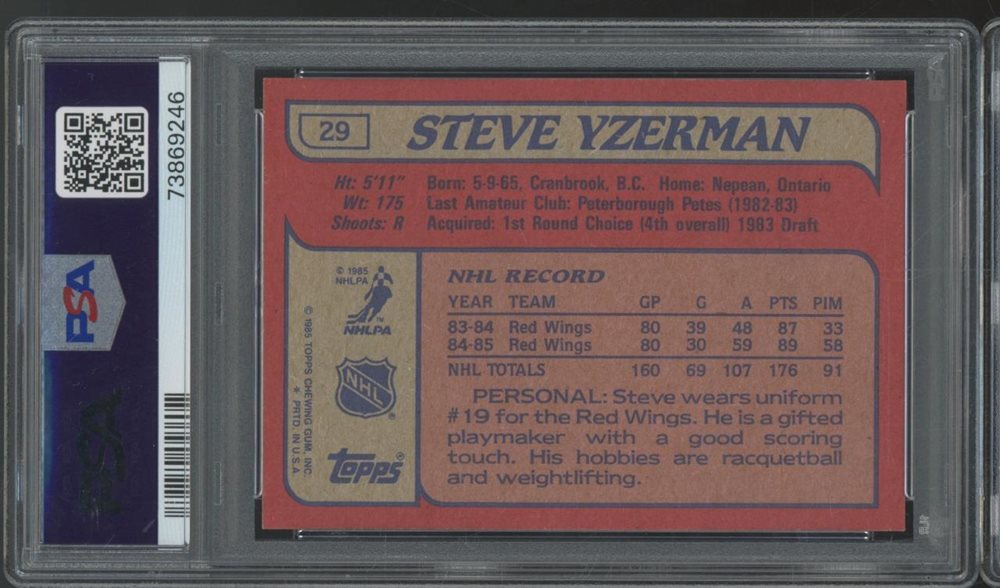 29 STEVE YZERMAN
Ht: 5'11" Born: 5-9-65, Cranbrook, B.C. Home: Nepean, Ontario
Wt: 175 Last Amateur Club: Peterborough Petes (1982-83)
Shoots: R Acquired: 1st Round Choice (4th overall) 1983 Draft
© 1985
NHLPA
NHLPA
TM
NHL
®
topps®
© 1985 TOPPS CHEWING GUM, INC.
* PRTD. IN U.S.A
NHL RECORD
YEAR TEAM GP G A PTS PIM
83-84 Red Wings 80 39 48 87 33
84-85 Red Wings 80 30 59 89 58
NHL TOTALS 160 69 107 176 91
PERSONAL: Steve wears uniform
#19 for the Red Wings. He is a gifted
playmaker with a good scoring
touch. His hobbies are racquetball
and weightlifting.
73869246
PSA
PSA